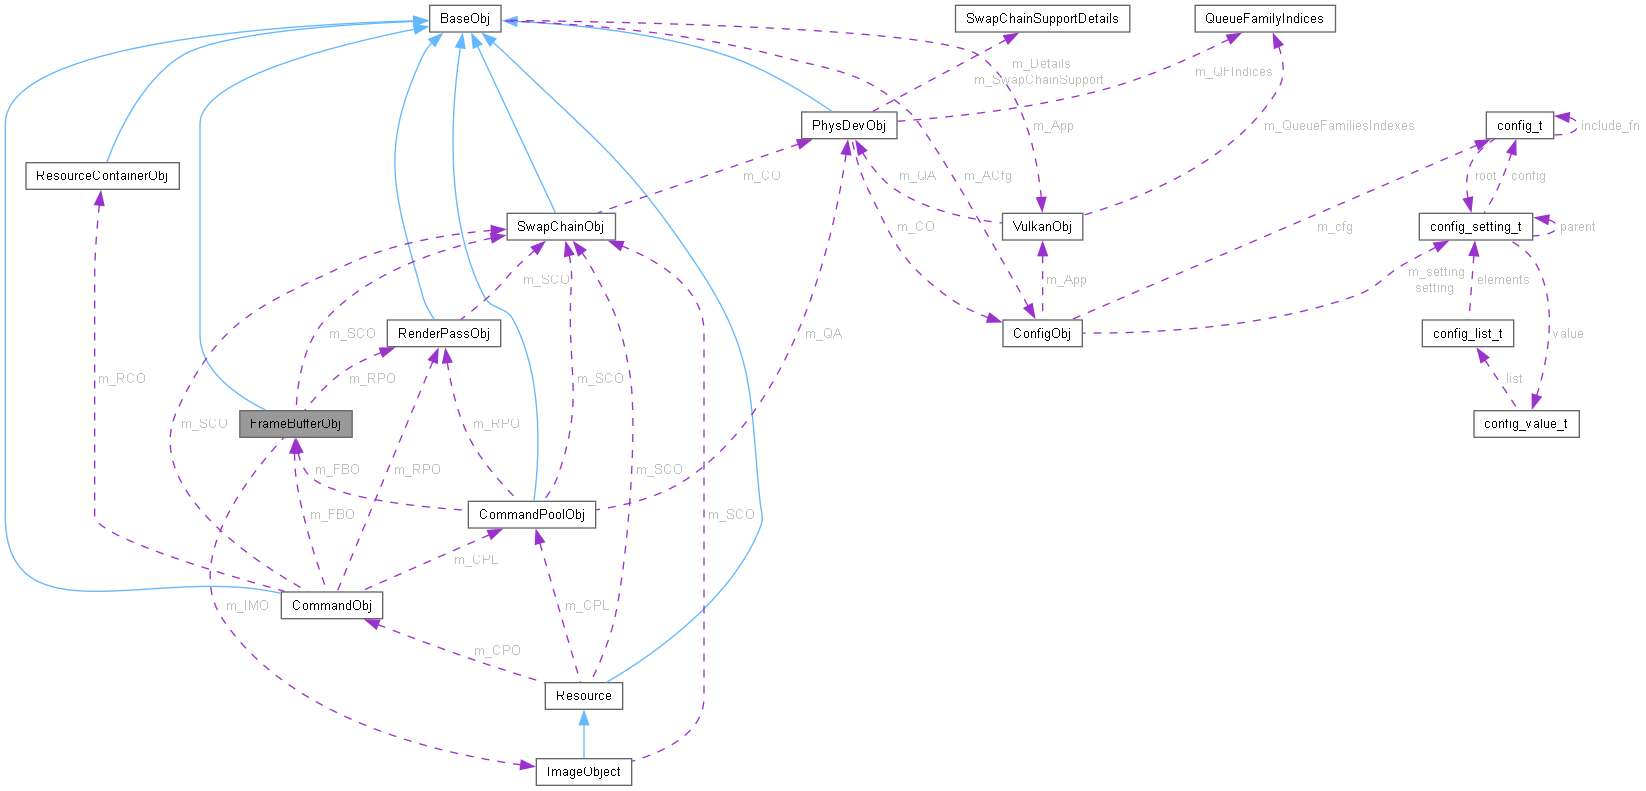 BaseObj
SwapChainSupportDetails
QueueFamilyIndices
m_Details
m_SwapChainSupport
m_QFIndices
PhysDevObj
m_App
m_QueueFamiliesIndexes
config_t
include_fn
ResourceContainerObj
m_CO
m_QA
m_ACfg
root
config
SwapChainObj
VulkanObj
config_setting_t
parent
m_CO
m_cfg
m_SCO
m_App
m_setting
setting
elements
m_SCO
RenderPassObj
m_QA
ConfigObj
config_list_t
value
m_RCO
m_RPO
m_SCO
list
m_SCO
FrameBufferObj
m_RPO
config_value_t
m_FBO
m_RPO
m_SCO
m_FBO
CommandPoolObj
m_SCO
m_CPL
m_IMO
CommandObj
m_CPL
m_CPO
Resource
ImageObject